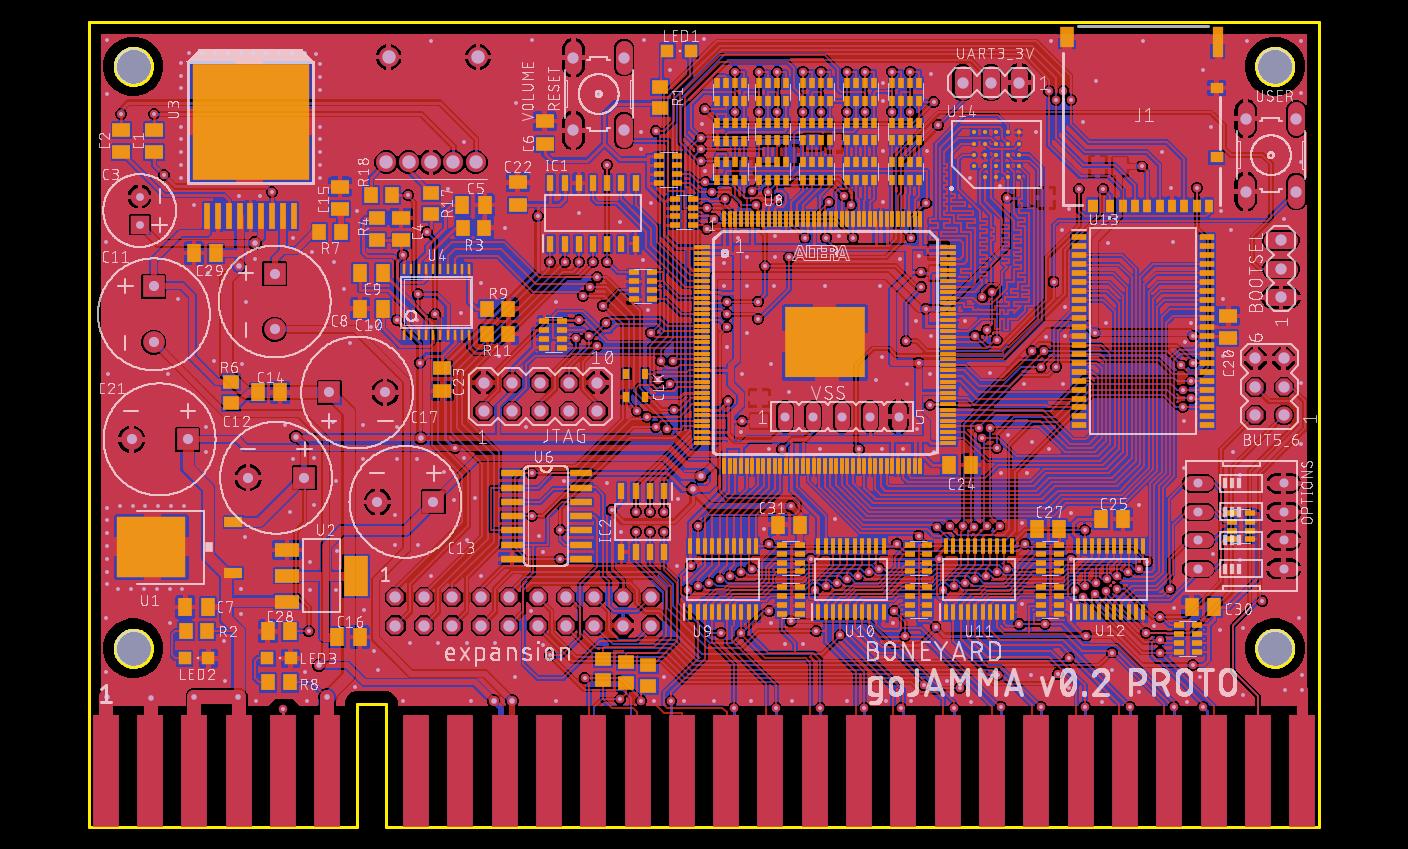 LED1
UART3_3V
VOLUME
RESET
U3
R1
1
USER
U14
J1
C2
C1
C6
R18
C22
IC1
C3
C15
R17
C5
U8
U13
R4
C4
R7
R3
1
ALTERA
1
BOOTSEL
C11
C29
U4
C9
R9
C8
C10
1
R11
6
C20
10
R6
C14
C23
CLK
C21
VSS
C12
C17
1
5
1
JTAG
1
BUT5_6
U6
C24
OPTIONS
C31
C25
C27
U2
IC2
C13
1
U1
C7
C28
C30
R2
C16
U9
U10
U11
U12
expansion
BONEYARD
LED3
LED2
R8
goJAMMA v0.2 PROTO
1